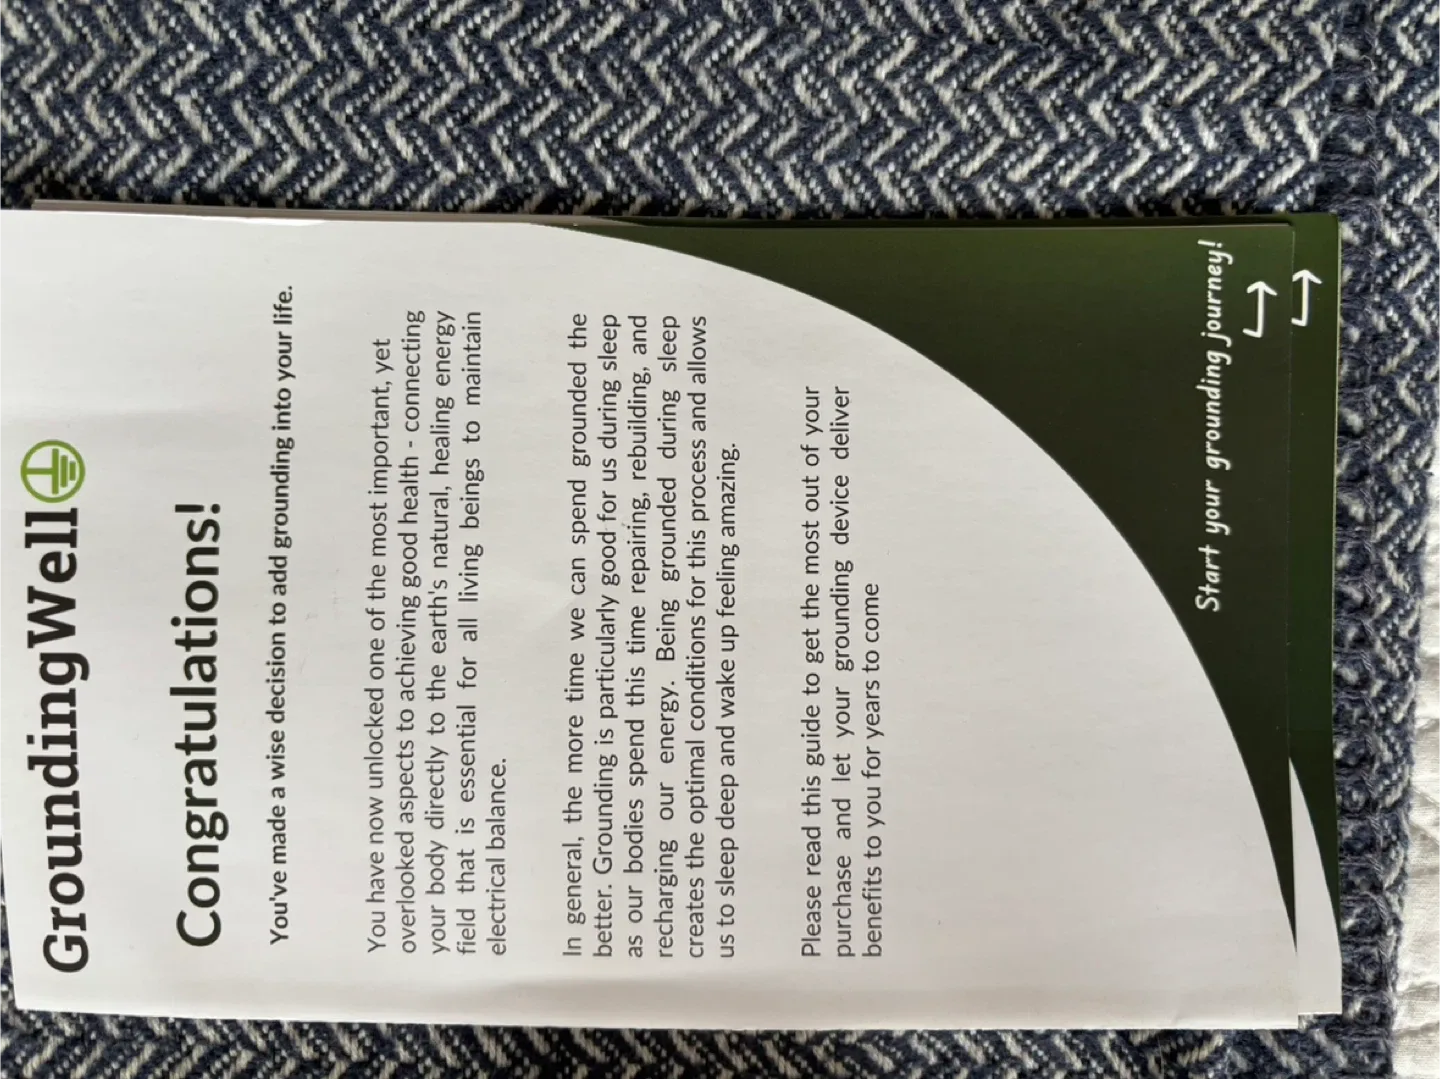 GroundingWell
Congratulations!
You've made a wise decision to add grounding into your life.
You have now unlocked one of the most important, yet
overlooked aspects to achieving good health - connecting
your body directly to the earth's natural, healing energy
field that is essential for all living beings to maintain
electrical balance.
In general, the more time we can spend grounded the
better. Grounding is particularly good for us during sleep
as our bodies spend this time repairing, rebuilding, and
recharging our energy. Being grounded during sleep
creates the optimal conditions for this process and allows
us to sleep deep and wake up feeling amazing.
Please read this guide to get the most out of your
purchase and let your grounding device deliver
benefits to you for years to come
Start your grounding journey!